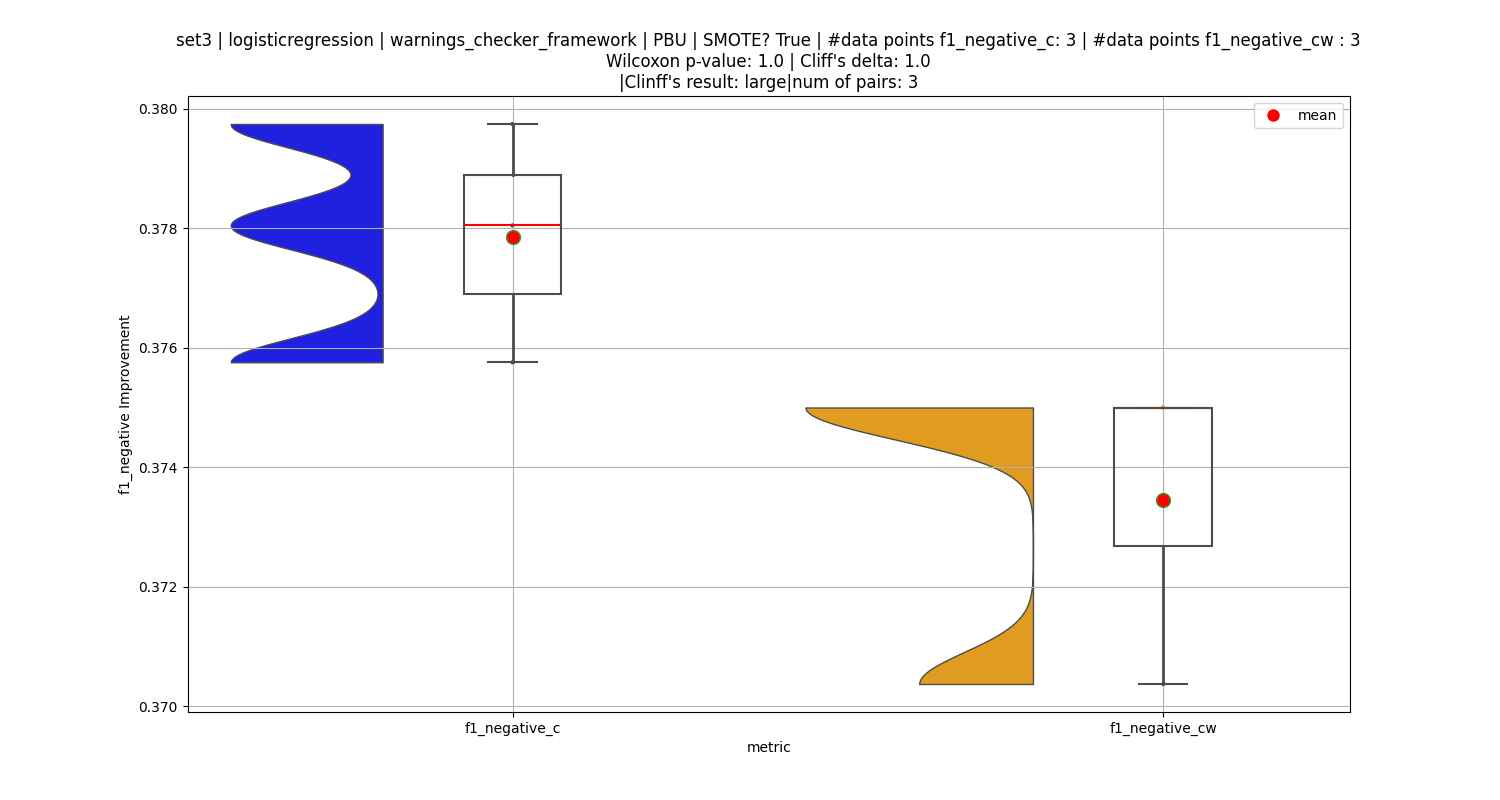 set3 | logisticregression | warnings_checker_framework | PBU | SMOTE? True | #data points f1_negative_c: 3 | #data points f1_negative_cw : 3
Wilcoxon p-value: 1.0 | Cliff's delta: 1.0
|Clinff's result: large|num of pairs: 3
mean
0.380
0.378
0.376
0.374
0.372
0.370
f1_negative Improvement
f1_negative_c
f1_negative_cw
metric